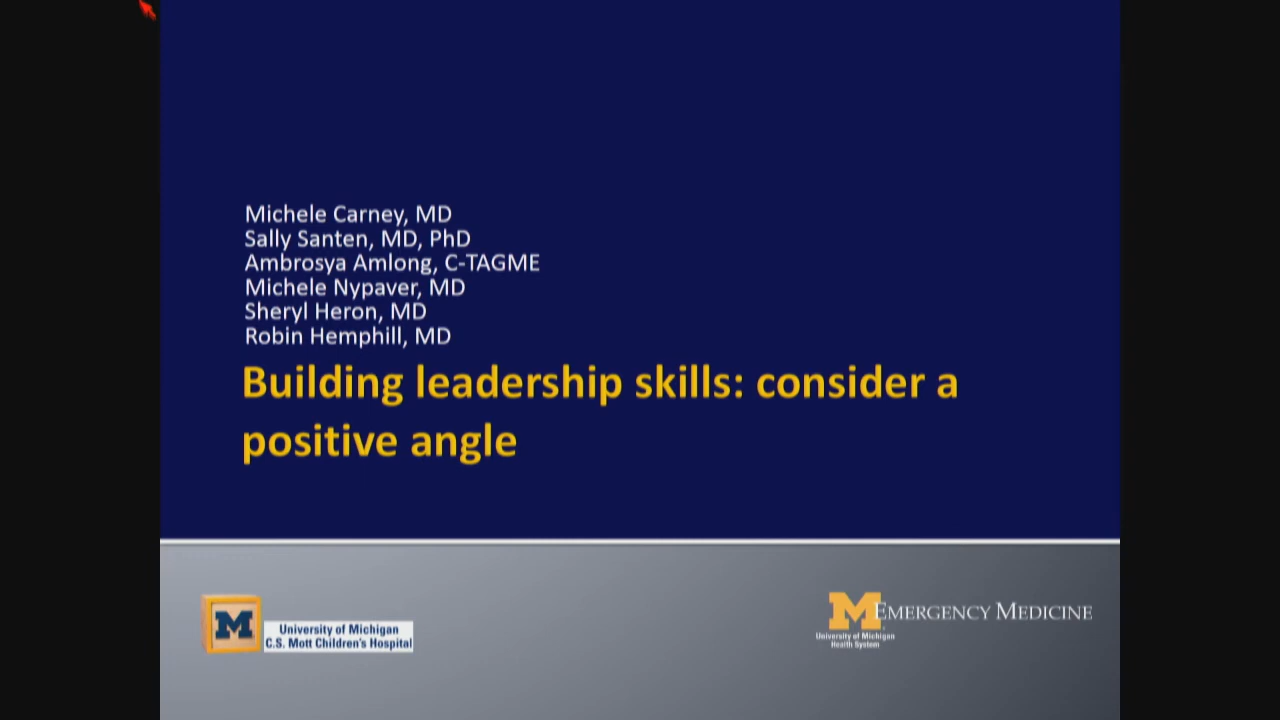 Michele Carney, MD
Sally Santen, MD, PhD
Ambrosya Amlong, C-TAGME
Michele Nypaver, MD
Sheryl Heron, MD
Robin Hemphill, MD
Building leadership skills: consider a
positive angle
M
University of Michigan
C.S. Mott Children's Hospital
M EMERGENCY MEDICINE
University of Michigan
Health System